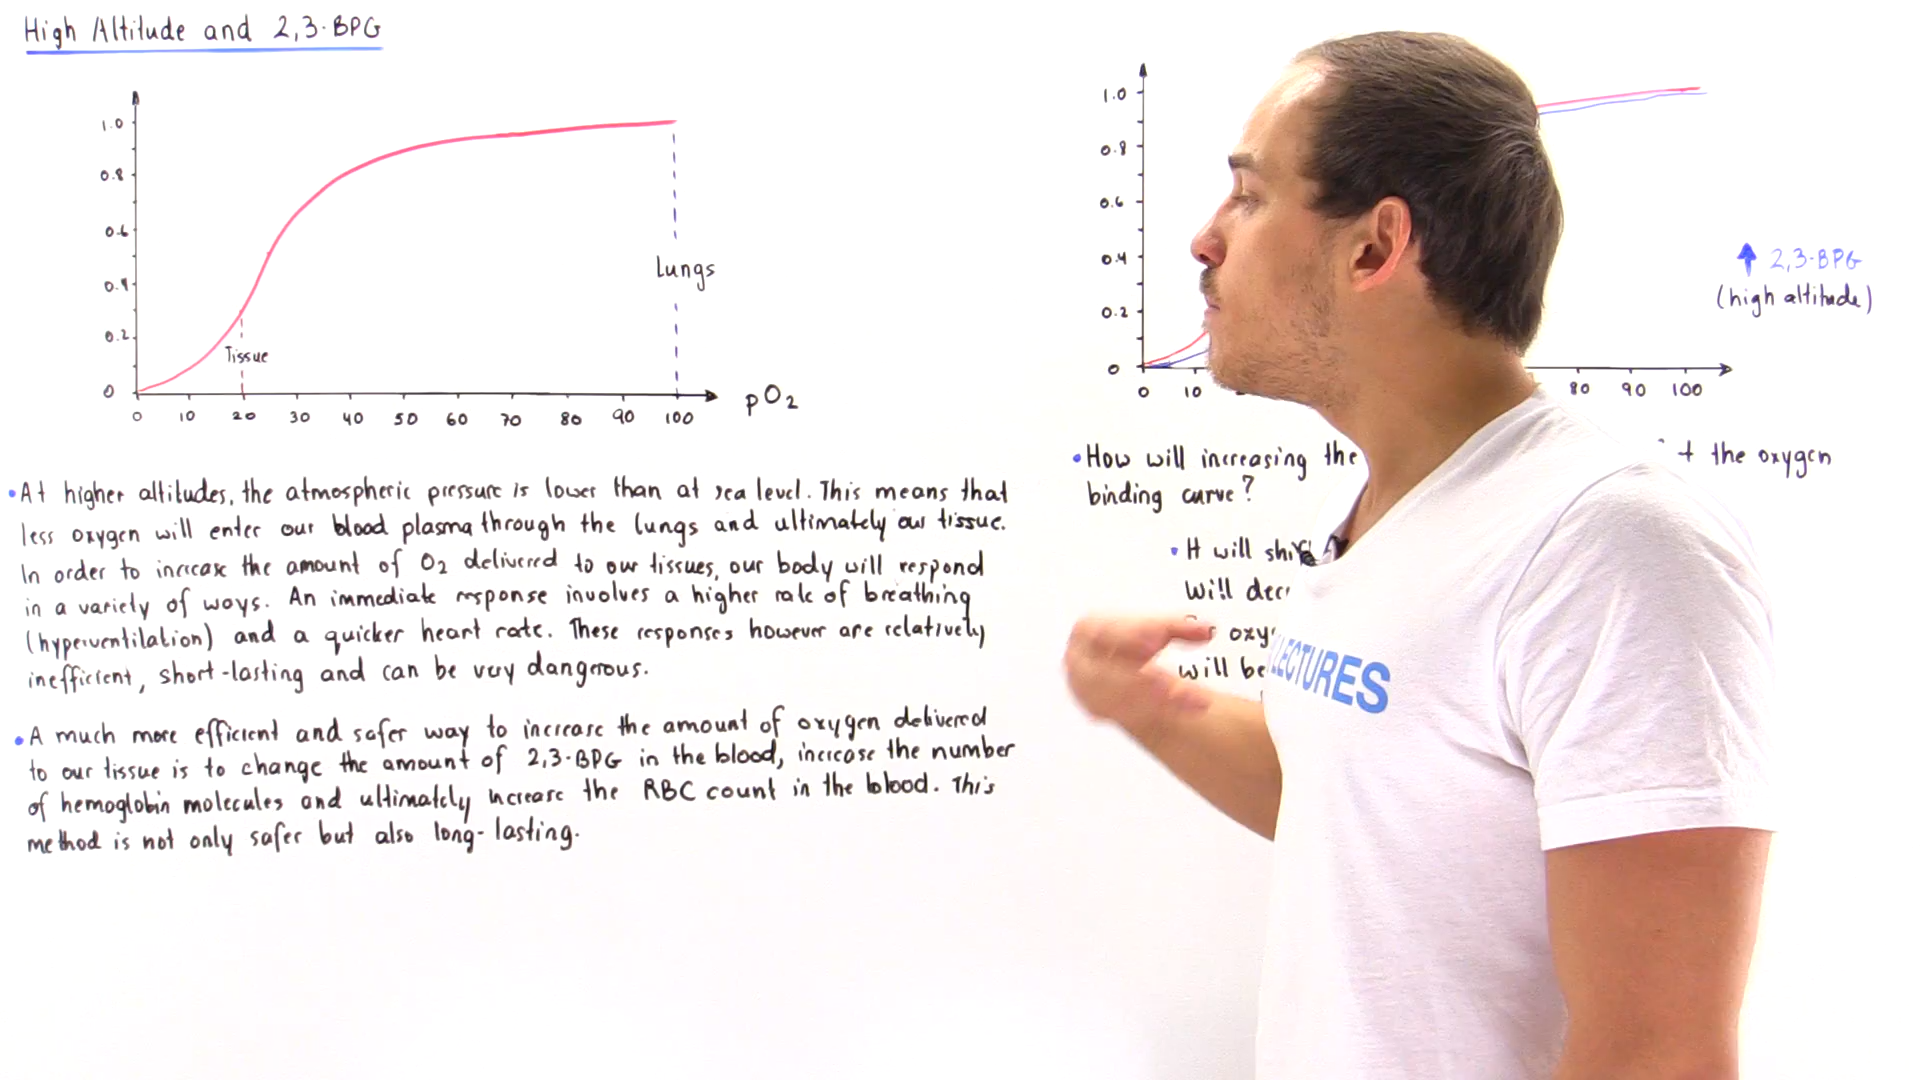 High Altitude and 2,3-BPG
1.0
0.8
0.6
0.4
0.2
0
Tissue
Lungs
0 10 20 30 40 50 60 70 80 90 100
pO2
• At higher altitudes, the atmospheric pressure is lower than at sea level. This means that
less oxygen will enter our blood plasma through the lungs and ultimately our tissue.
In order to increase the amount of O2 delivered to our tissues, our body will respond
in a variety of ways. An immediate response involves a higher rate of breathing
(hyperventilation) and a quicker heart rate. These responses however are relatively
inefficient, short-lasting and can be very dangerous.
• A much more efficient and safer way to increase the amount of oxygen delivered
to our tissue is to change the amount of 2,3-BPG in the blood, increase the number
of hemoglobin molecules and ultimately increase the RBC count in the blood. This
method is not only safer but also long-lasting.
1.0
0.8
0.6
0.4
0.2
0
0 10 80 90 100
2,3-BPG
(high altitude)
• How will increasing the the oxygen
binding curve?
• It will
will
oxy
will be
LECTURES